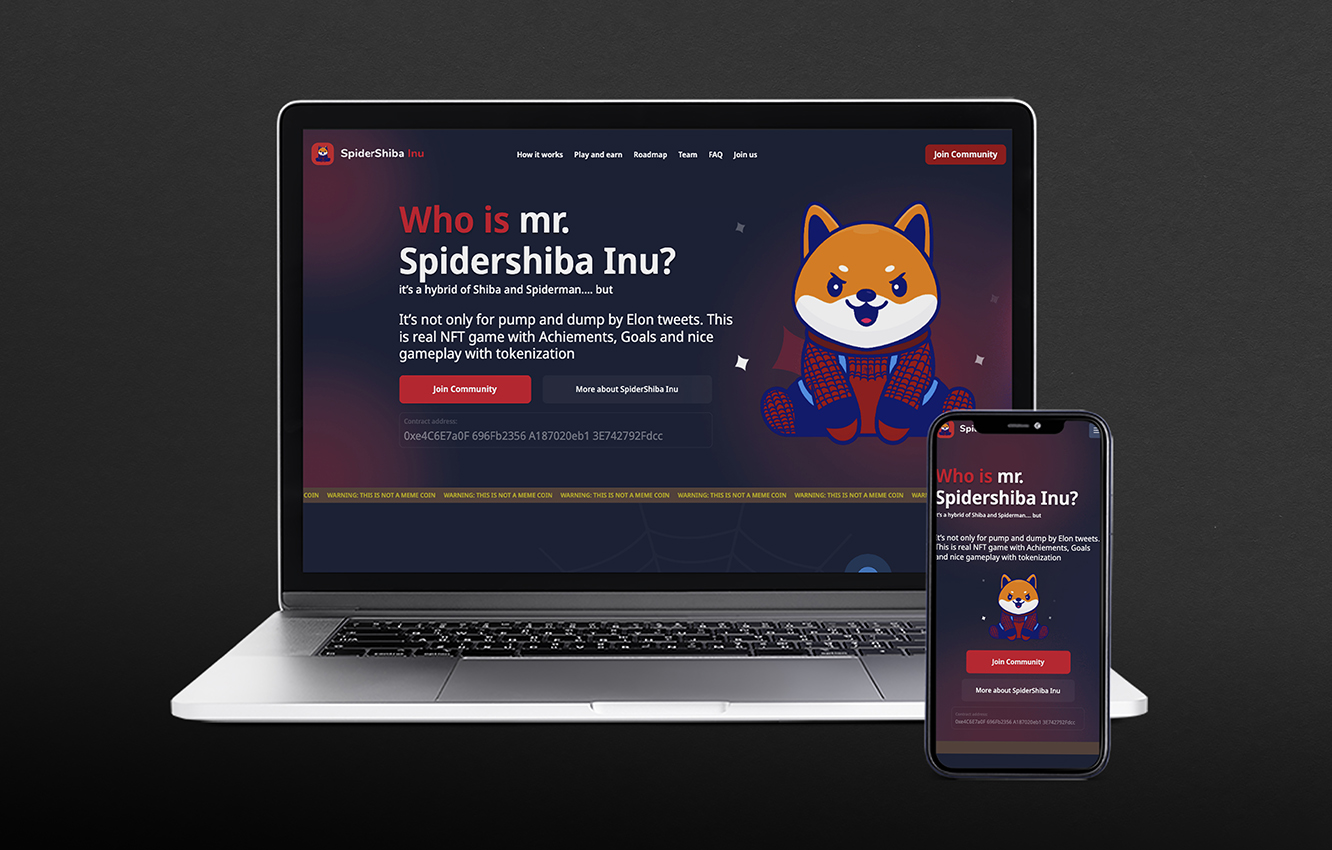 SpiderShiba Inu
How it works Play and earn Roadmap Team FAQ Join us
Join Community
Who is mr.
Spidershiba Inu?
it's a hybrid of Shiba and Spiderman.... but
It's not only for pump and dump by Elon tweets. This
is real NFT game with Achiements, Goals and nice
gameplay with tokenization
Join Community
More about SpiderShiba Inu
Contract address:
0xe4C6E7a0F 696Fb2356 A187020eb1 3E742792Fdcc
COIN WARNING: THIS IS NOT A MEME COIN WARNING: THIS IS NOT A MEME COIN WARNING: THIS IS NOT A MEME COIN WARNING: THIS IS NOT A MEME COIN WARNING: THIS IS NOT A MEME COIN WAR
Spi
Who is mr.
Spidershiba Inu?
it's a hybrid of Shiba and Spiderman.... but
It's not only for pump and dump by Elon tweets.
This is real NFT game with Achiements, Goals
and nice gameplay with tokenization
Join Community
More about SpiderShiba Inu
Contract address:
0xe4C6E7a0F 696Fb2356 A187020eb1 3E742792Fdcc